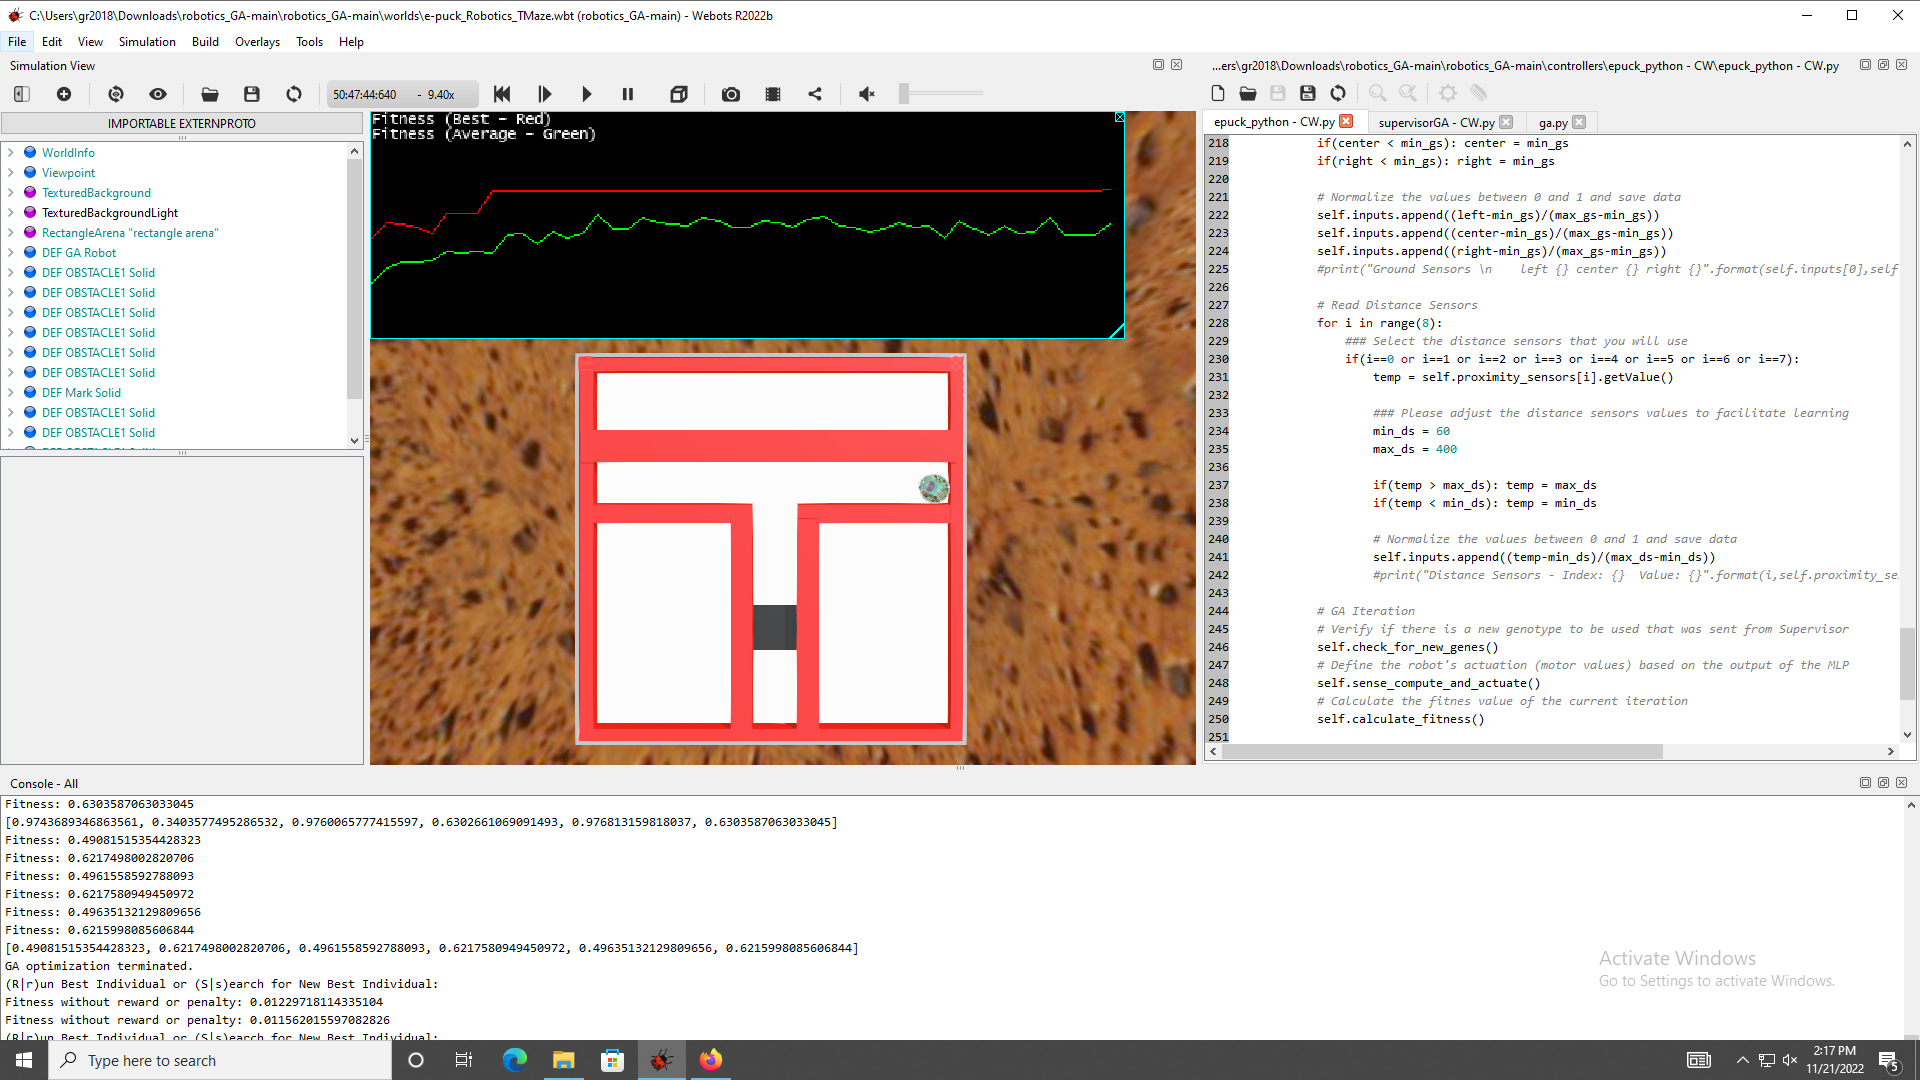 C:\Users\gr2018\Downloads\robotics_GA-main\robotics_GA-main\worlds\e-puck_Robotics_TMaze.wbt (robotics_GA-main) - Webots R2022b
File Edit View Simulation Build Overlays Tools Help
Simulation View
50:47:44:640 - 9.40x
IMPORTABLE EXTERNPROTO
WorldInfo
Viewpoint
TexturedBackground
TexturedBackgroundLight
RectangleArena "rectangle arena"
DEF GA Robot
DEF OBSTACLE1 Solid
DEF OBSTACLE1 Solid
DEF OBSTACLE1 Solid
DEF OBSTACLE1 Solid
DEF OBSTACLE1 Solid
DEF OBSTACLE1 Solid
DEF Mark Solid
DEF OBSTACLE1 Solid
DEF OBSTACLE1 Solid
Fitness (Best - Red)
Fitness (Average - Green)
...ers\gr2018\Downloads\robotics_GA-main\robotics_GA-main\controllers\epuck_python - CW\epuck_python - CW.py
epuck_python - CW.py supervisorGA - CW.py ga.py
218 if(center < min_gs): center = min_gs
219 if(right < min_gs): right = min_gs
220
221 # Normalize the values between 0 and 1 and save data
222 self.inputs.append((left-min_gs)/(max_gs-min_gs))
223 self.inputs.append((center-min_gs)/(max_gs-min_gs))
224 self.inputs.append((right-min_gs)/(max_gs-min_gs))
225 #print("Ground Sensors \n    left {} center {} right {}".format(self.inputs[0],self
226
227 # Read Distance Sensors
228 for i in range(8):
229 ### Select the distance sensors that you will use
230 if(i==0 or i==1 or i==2 or i==3 or i==4 or i==5 or i==6 or i==7):
231 temp = self.proximity_sensors[i].getValue()
232
233 ### Please adjust the distance sensors values to facilitate learning
234 min_ds = 60
235 max_ds = 400
236
237 if(temp > max_ds): temp = max_ds
238 if(temp < min_ds): temp = min_ds
239
240 # Normalize the values between 0 and 1 and save data
241 self.inputs.append((temp-min_ds)/(max_ds-min_ds))
242 #print("Distance Sensors - Index: {}  Value: {}".format(i,self.proximity_se
243
244 # GA Iteration
245 # Verify if there is a new genotype to be used that was sent from Supervisor
246 self.check_for_new_genes()
247 # Define the robot's actuation (motor values) based on the output of the MLP
248 self.sense_compute_and_actuate()
249 # Calculate the fitnes value of the current iteration
250 self.calculate_fitness()
251
Console - All
Fitness: 0.6303587063033045
[0.9743689346863561, 0.3403577495286532, 0.9760065777415597, 0.6302661069091493, 0.976813159818037, 0.6303587063033045]
Fitness: 0.49081515354428323
Fitness: 0.6217498002820706
Fitness: 0.4961558592788093
Fitness: 0.6217580949450972
Fitness: 0.49635132129809656
Fitness: 0.6215998085606844
[0.49081515354428323, 0.6217498002820706, 0.4961558592788093, 0.6217580949450972, 0.49635132129809656, 0.6215998085606844]
GA optimization terminated.
(R|r)un Best Individual or (S|s)earch for New Best Individual:
Fitness without reward or penalty: 0.01229718114335104
Fitness without reward or penalty: 0.011562015597082826
(R|r)un Best Individual or (S|s)earch for New Best Individual:
Activate Windows
Go to Settings to activate Windows.
Type here to search
2:17 PM
11/21/2022
5